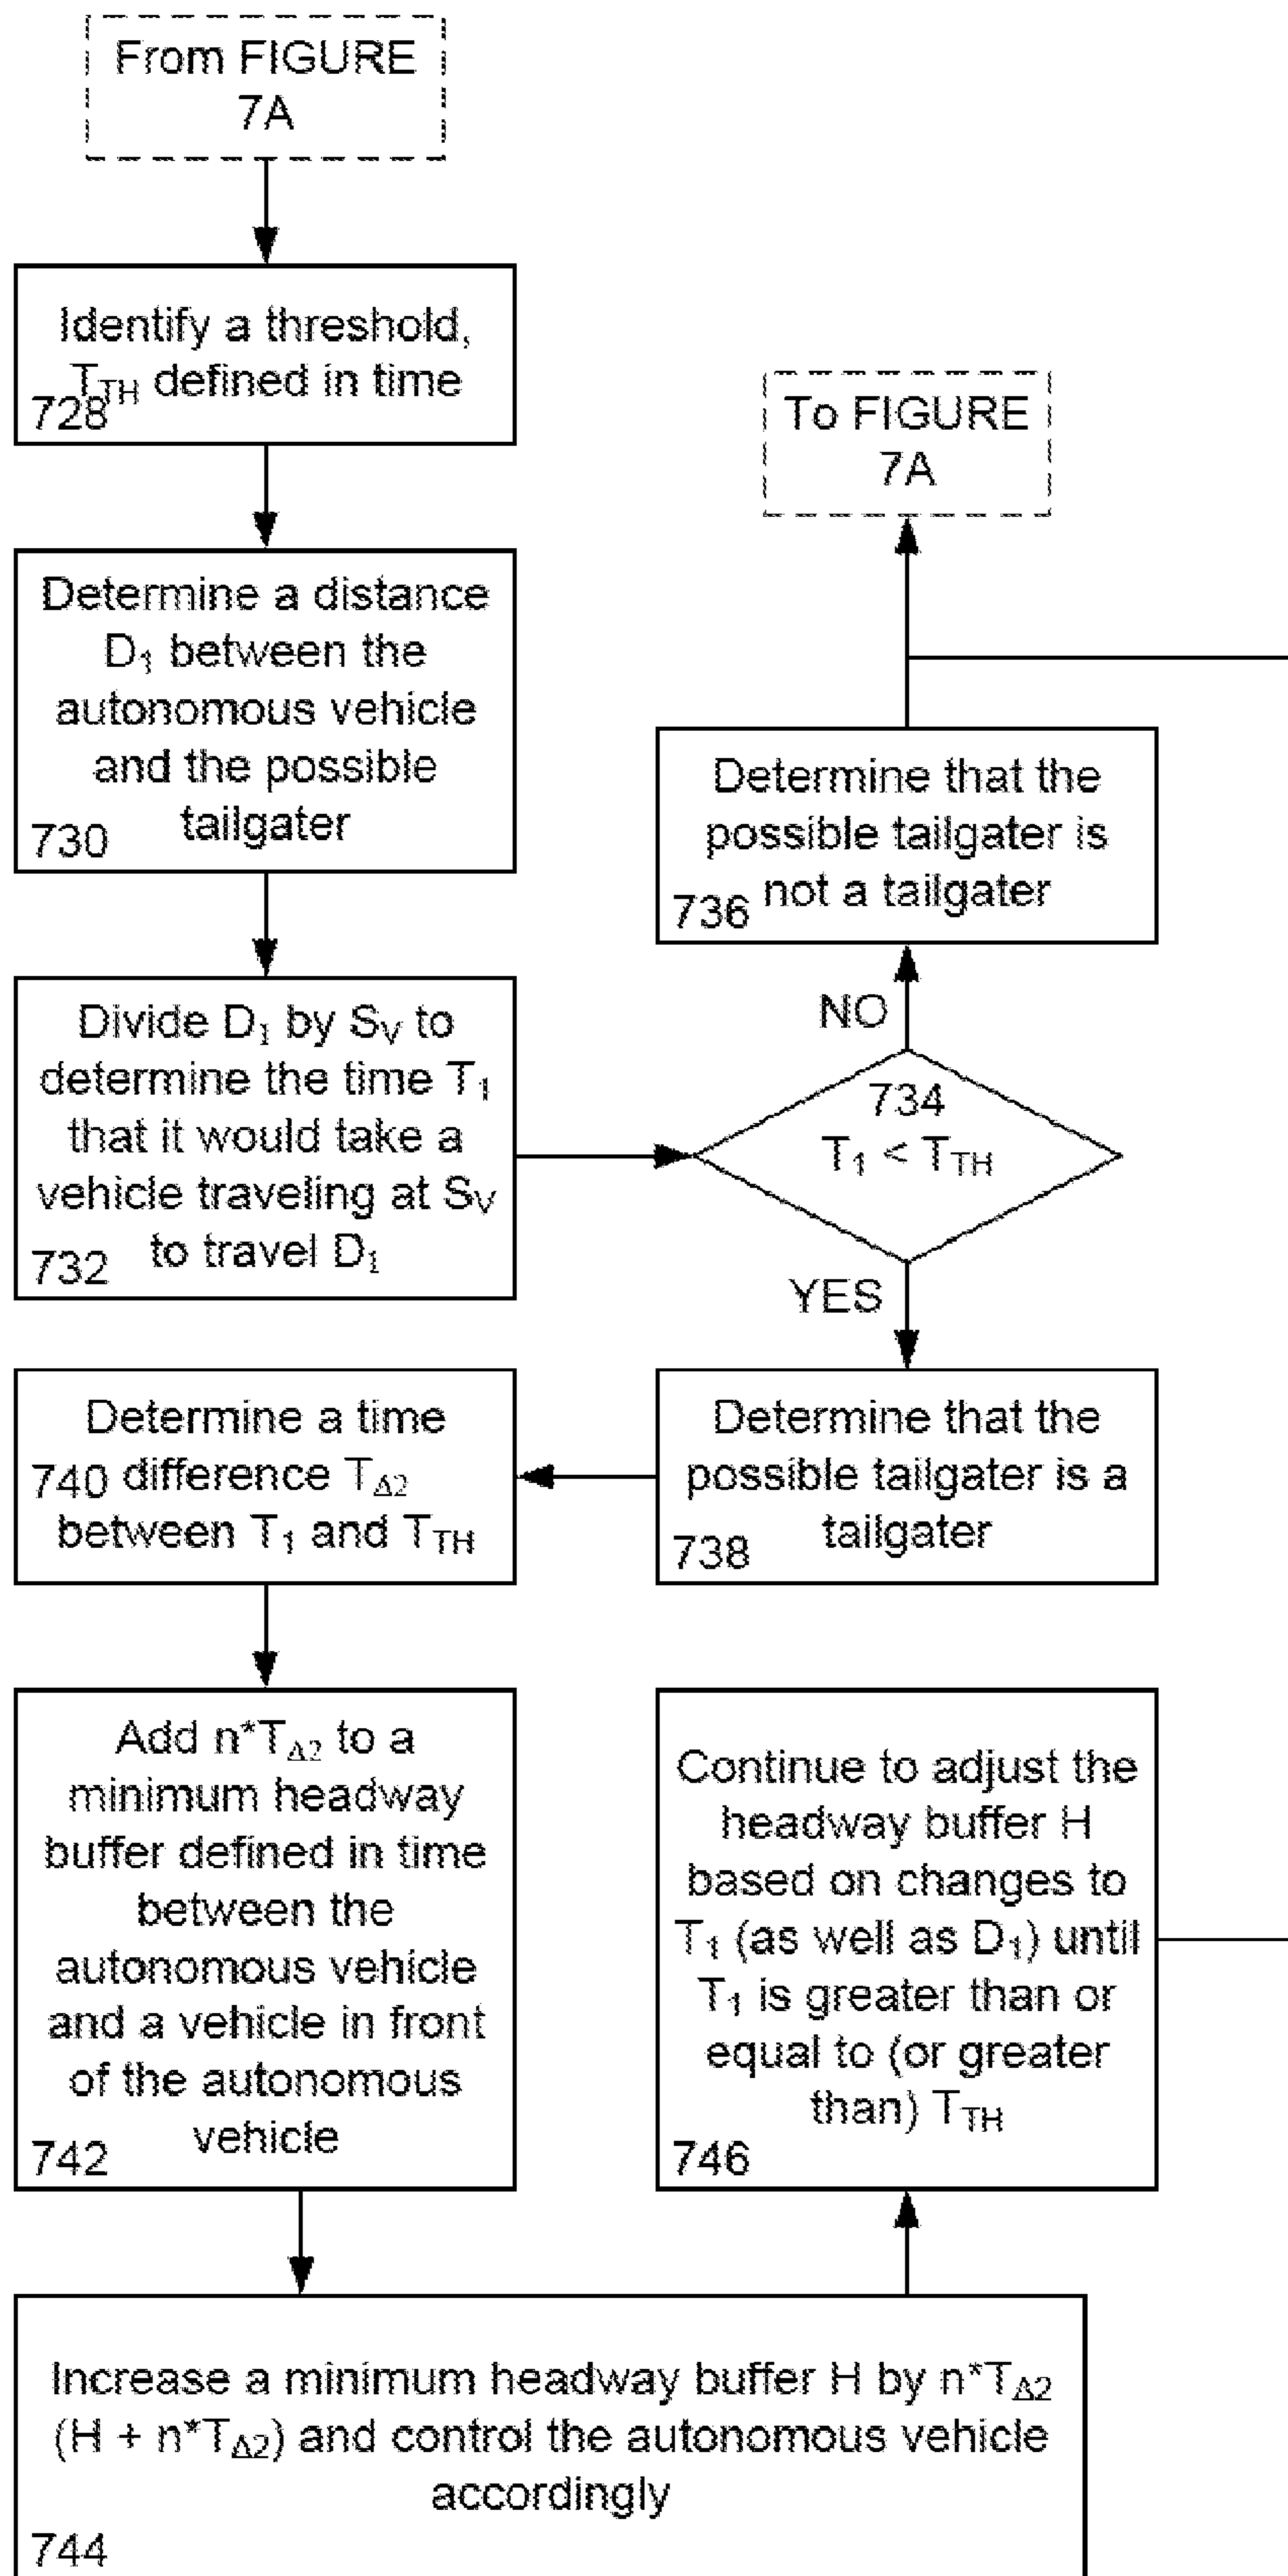 From FIGURE
7A
Identify a threshold,
T_TH defined in time
728
Determine a distance
D₁ between the
autonomous vehicle
and the possible
tailgater
730
Divide D₁ by S_V to
determine the time T₁
that it would take a
vehicle traveling at S_V
to travel D₁
732
734
T₁ < T_TH
NO
Determine that the
possible tailgater is
not a tailgater
736
To FIGURE
7A
YES
Determine that the
possible tailgater is a
tailgater
738
Determine a time
740 difference T_Δ2
between T₁ and T_TH
Add n*T_Δ2 to a
minimum headway
buffer defined in time
between the
autonomous vehicle
and a vehicle in front
of the autonomous
vehicle
742
Increase a minimum headway buffer H by n*T_Δ2
(H + n*T_Δ2) and control the autonomous vehicle
accordingly
744
Continue to adjust the
headway buffer H
based on changes to
T₁ (as well as D₁) until
T₁ is greater than or
equal to (or greater
than) T_TH
746